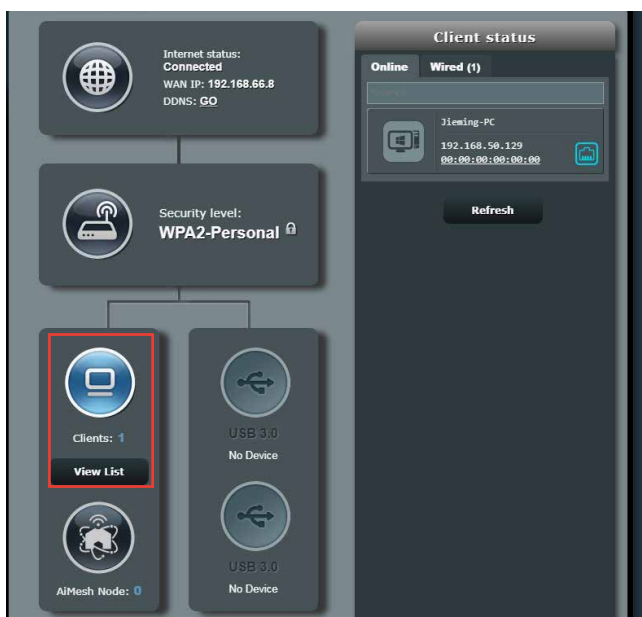 Internet status:
Connected
WAN IP: 192.168.66.8
DDNS: GO
Security level:
WPA2-Personal
Clients: 1
View List
AiMesh Node: 0
USB 3.0
No Device
USB 3.0
No Device
Client status
Online Wired (1)
Jieming-PC
192.168.50.129
00:00:00:00:00:00
Refresh